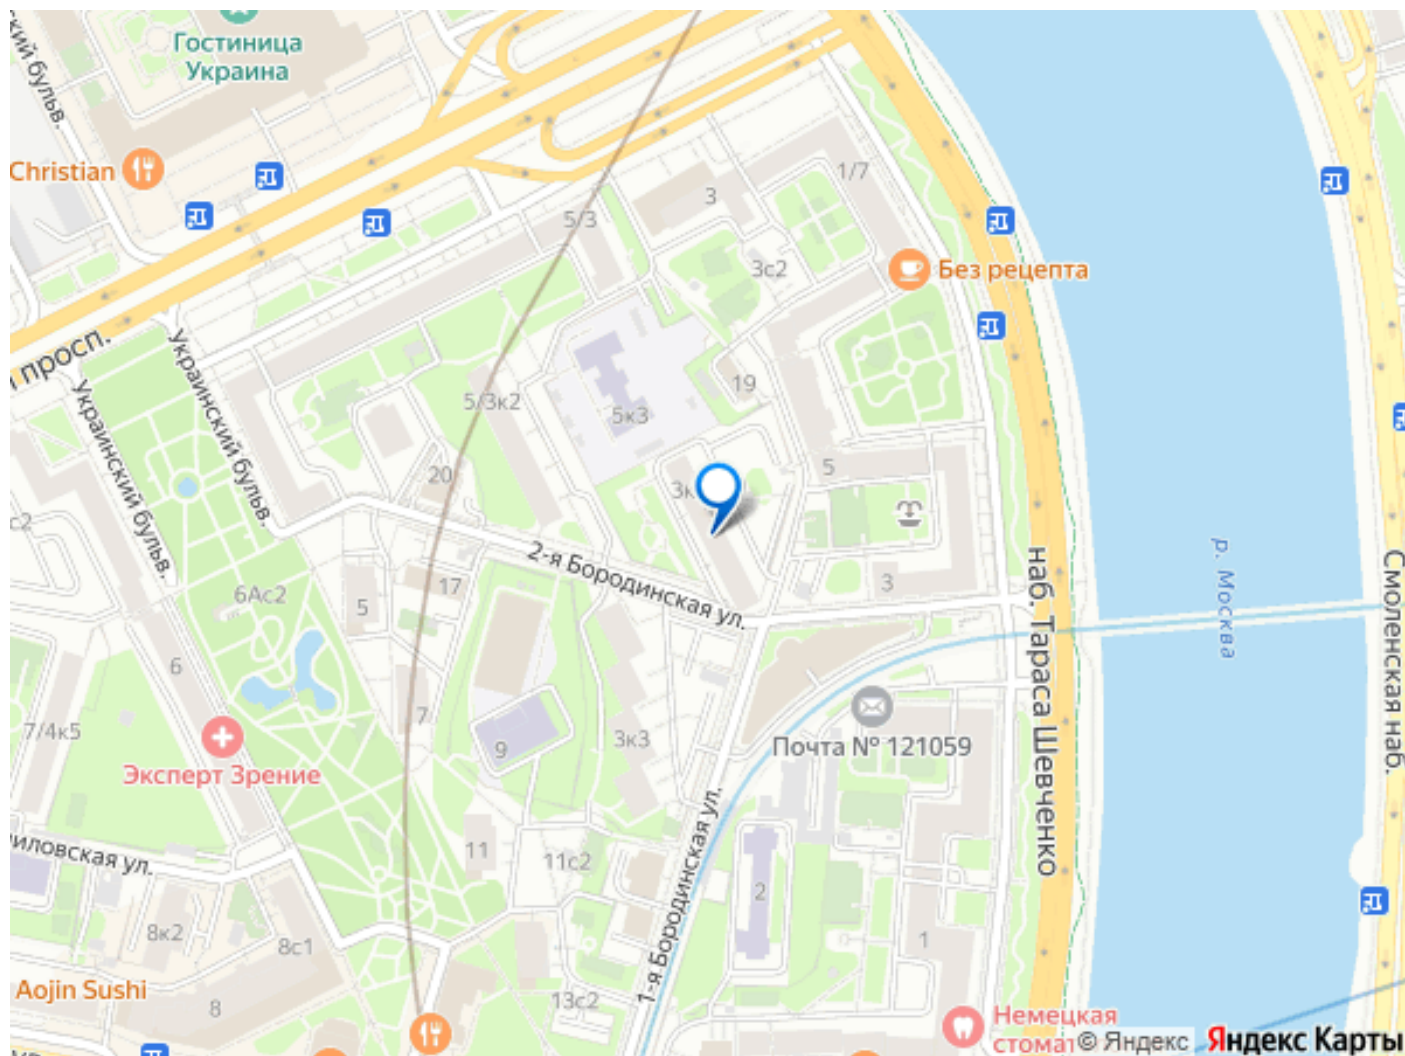 Гостиница
Украина
Christian
3
1/7
5/3
3с2
Без рецепта
просп.
Украинский бульв.
Украинский бульв.
5/3к2
5к3
19
20
5
2-я Бородинская ул.
17
6Ас2
5
3
наб. Тараса Шевченко
р. Москва
Смоленская наб.
6
7
7/4к5
3к3
9
Почта № 121059
Эксперт Зрение
11
11с2
2
1-я Бородинская ул.
8к2
8с1
1
Aojin Sushi
8
13с2
Немецкая
© Яндекс Яндекс Карты